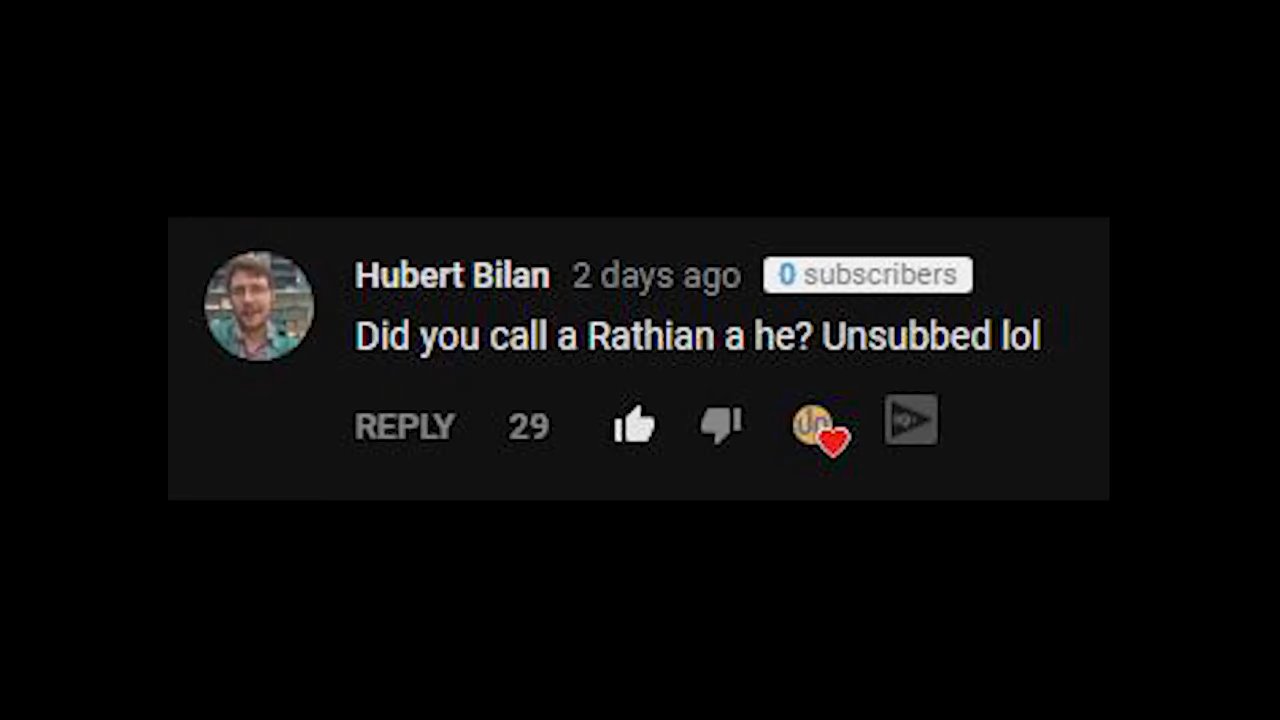 Hubert Bilan 2 days ago 0 subscribers
Did you call a Rathian a he? Unsubbed lol
REPLY 29